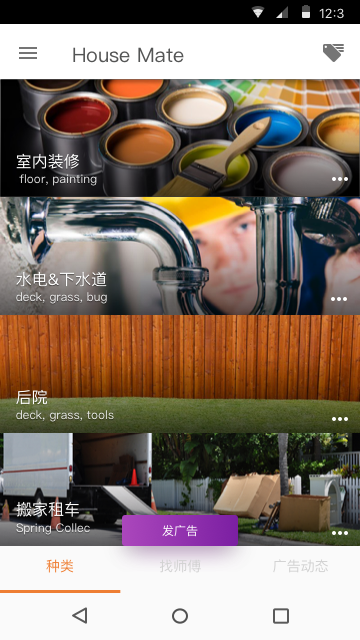 12:3
House Mate
室内装修
floor, painting
水电&下水道
deck, grass, bug
后院
deck, grass, tools
搬家租车
Spring Collec
发广告
种类
找师傅
广告动态